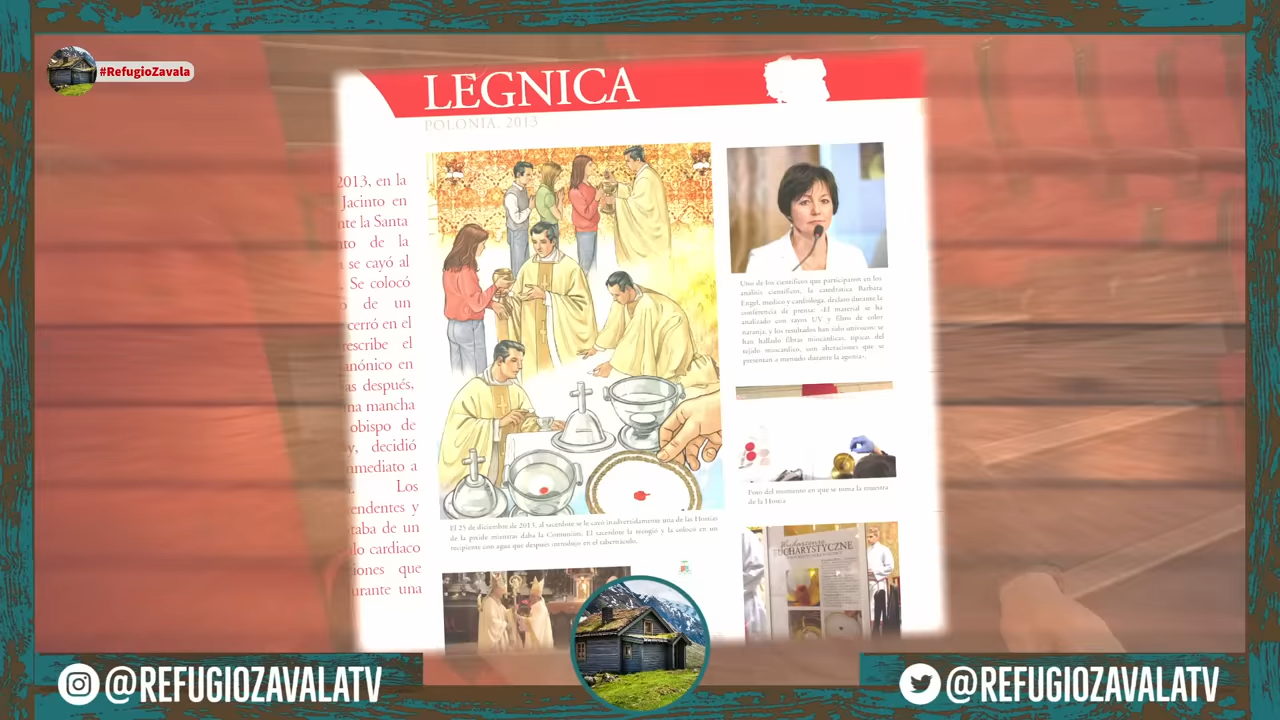 #RefugioZavala
LEGNICA
POLONIA, 2013
2013, en la
Jacinto en
nte la Santa
nto de la
se cayó al
Se colocó
de un
cerró en el
rescribe el
anónico en
as después,
na mancha
obispo de
y, decidió
nmediato a
Los
endentes y
taba de un
lo cardiaco
iones que
urante una
El 25 de diciembre de 2013, al sacerdote se le cayó inadvertidamente una de las Hostias
de la píxide mientras daba la Comunión. El sacerdote la recogió y la colocó en un
recipiente con agua que después introdujo en el tabernáculo.
Uno de los científicos que participaron en los
análisis científicos, la catedrática Barbara
Engel, médico y cardióloga, declaró durante la
conferencia de prensa: «El material se ha
analizado con rayos UV y filtro de color
naranja, y los resultados han sido unívocos: se
han hallado fibras miocárdicas, típicas del
tejido miocárdico, con alteraciones que se
presentan a menudo durante la agonía».
Foto del momento en que se toma la muestra
de la Hostia
Wydarzenie
EUCHARYSTYCZNE
@REFUGIOZAVALATV
@REFUGIOZAVALATV